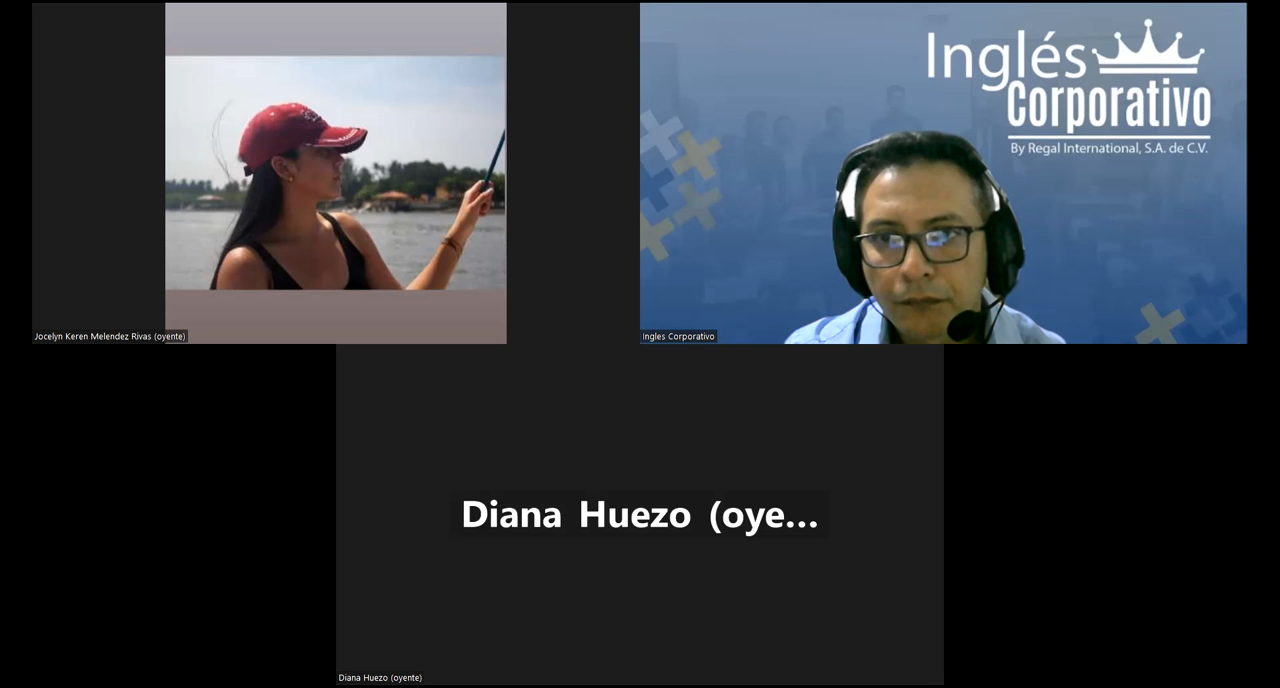 Inglés
Corporativo
By Regal International, S.A. de C.V.
Jocelyn Keren Melendez Rivas (oyente)
Ingles Corporativo
Diana Huezo (oye...
Diana Huezo (oyente)